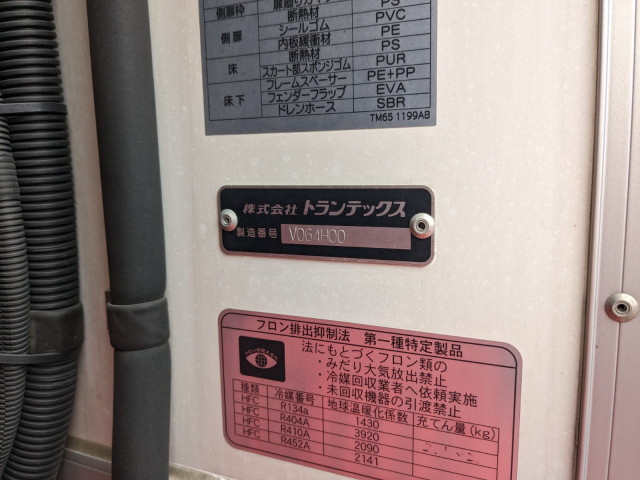 側扉枠 PS
断熱材 PVC
側扉 シールゴム PE
内板緩衝材 PS
床 断熱材 PUR
スカート部スポンジゴム PE+PP
床下 フレームスペーサー EVA
フェンダーフラップ SBR
ドレンホース
TM65 1199AB
株式会社 トランテックス
製造番号 V064H00
フロン排出抑制法 第一種特定製品
法にもとづくフロン類の
・みだり大気放出禁止
・冷媒回収業者へ依頼実施
・未回収機器の引渡禁止
種類 冷媒番号 地球温暖化係数 充てん量(kg)
HFC R134a 1430
HFC R404A 3920
HFC R410A 2090
HFC R452A 2141